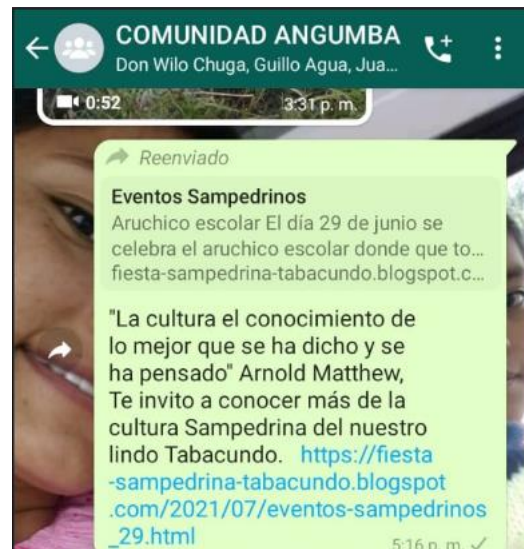 COMUNIDAD ANGUMBA
Don Wilo Chuga, Guillo Agua, Jua...
0:52
3:31 p. m.
Reenviado
Eventos Sampedrinos
Aruchico escolar El día 29 de junio se
celebra el aruchico escolar donde que to...
fiesta-sampedrina-tabacundo.blogspot.c...
"La cultura el conocimiento de
lo mejor que se ha dicho y se
ha pensado" Arnold Matthew,
Te invito a conocer más de la
cultura Sampedrina del nuestro
lindo Tabacundo. https://fiesta
-sampedrina-tabacundo.blogspot
.com/2021/07/eventos-sampedrinos
_29.html
5:16 p. m.